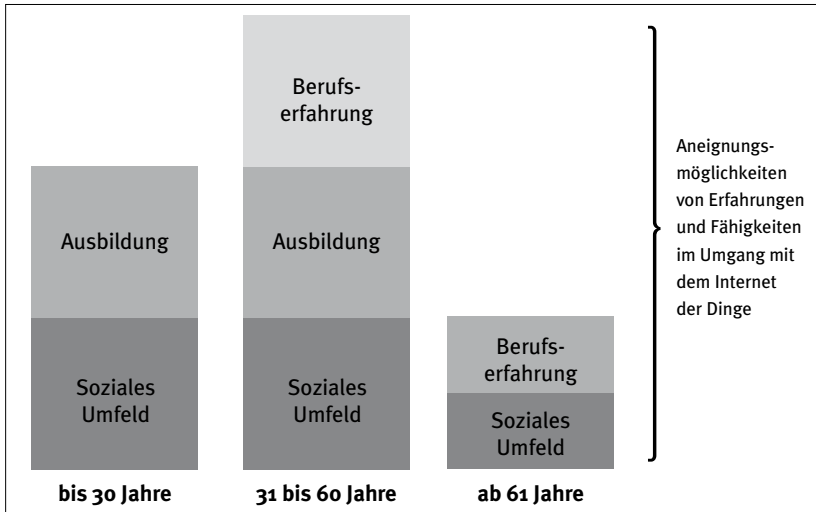 Berufs-
erfahrung
Ausbildung
Ausbildung
Soziales
Umfeld
Soziales
Umfeld
Berufs-
erfahrung
Soziales
Umfeld
Aneignungs-
möglichkeiten
von Erfahrungen
und Fähigkeiten
im Umgang mit
dem Internet
der Dinge
bis 30 Jahre
31 bis 60 Jahre
ab 61 Jahre